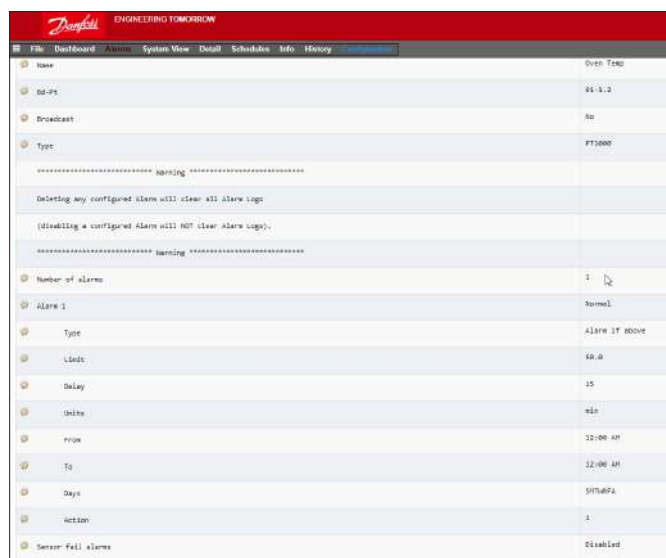 Danfoss
ENGINEERING TOMORROW
File Dashboard Alarms System View Detail Schedules Info History Configuration
Name Oven Temp
Bd-Pt 01-1.2
Broadcast No
Type PT1000
**************************** Warning ****************************
Deleting any configured Alarm will clear all Alarm Logs
(disabling a configured Alarm will NOT clear Alarm Logs).
**************************** Warning ****************************
Number of alarms 1
Alarm 1 Normal
Type Alarm if above
Limit 50.0
Delay 15
Units min
From 12:00 AM
To 12:00 AM
Days SMTWRFA
Action 1
Sensor fail alarms Disabled